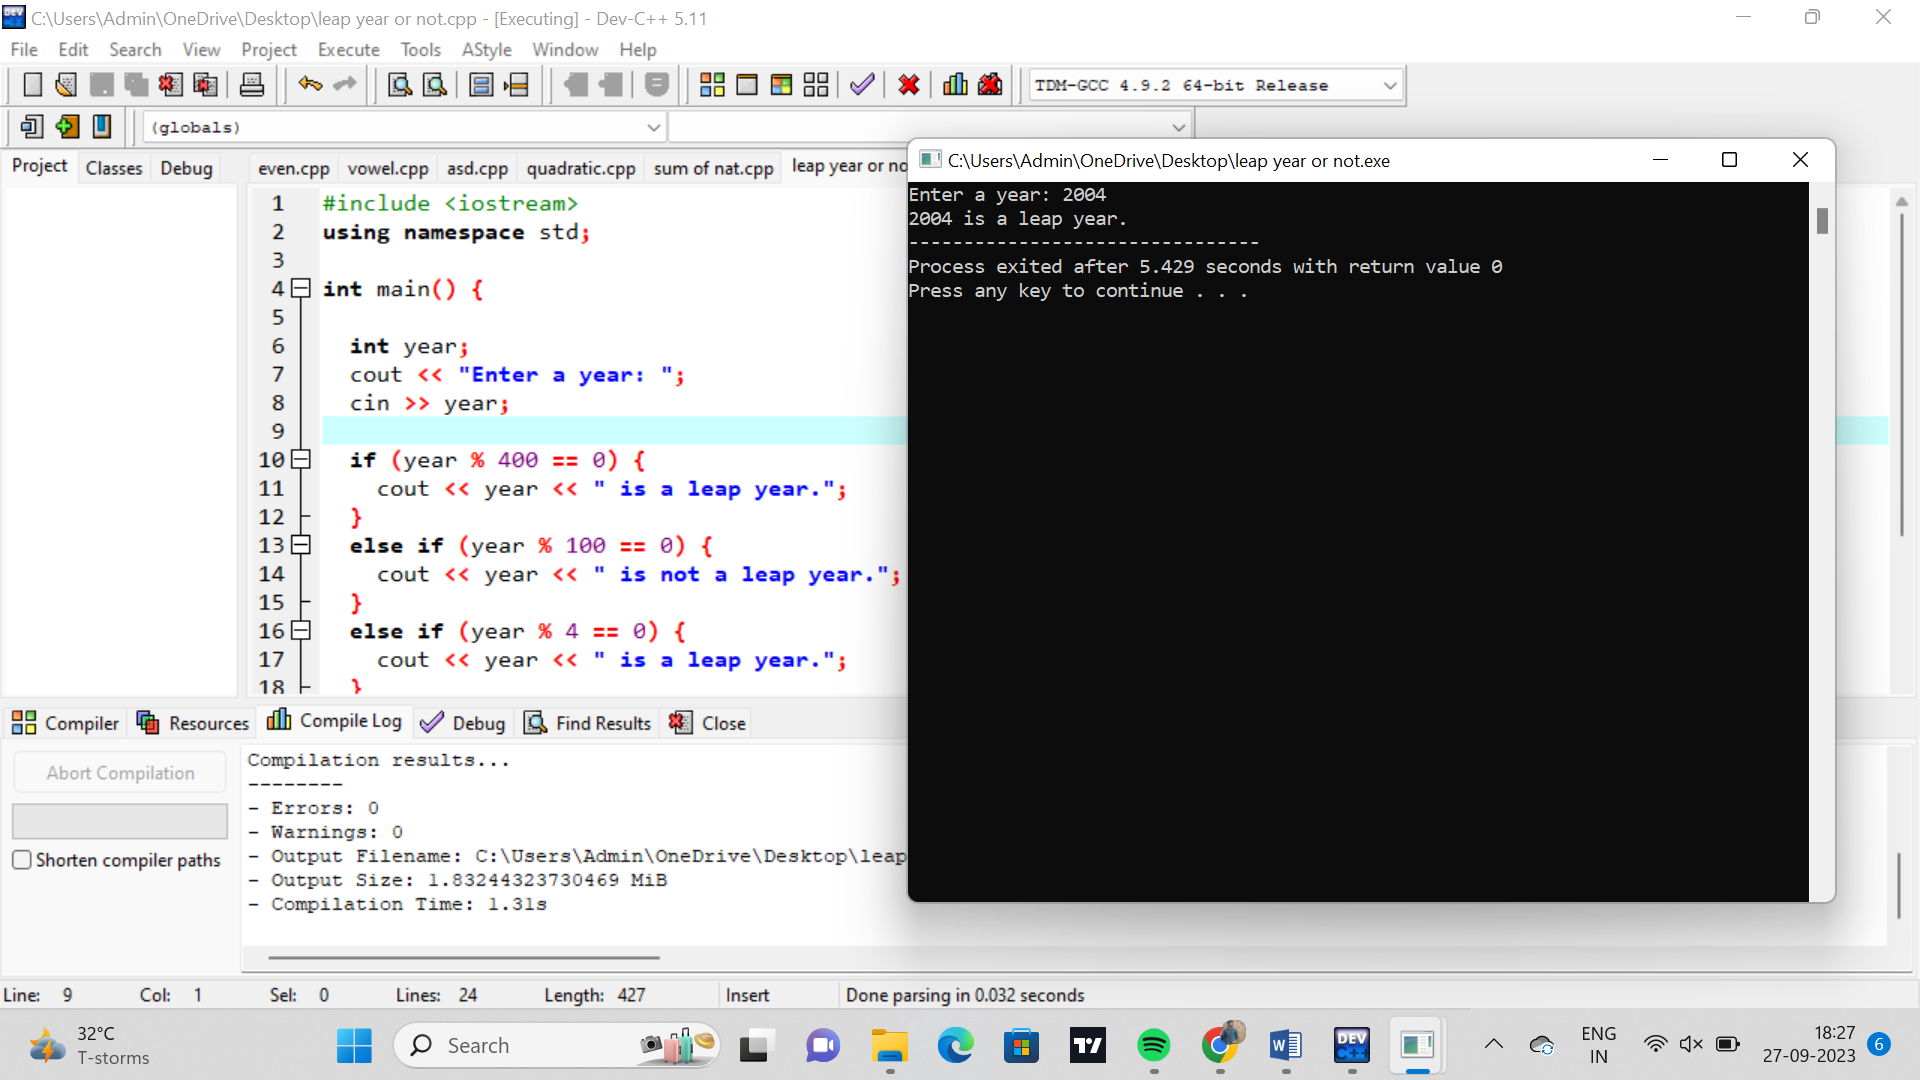 C:\Users\Admin\OneDrive\Desktop\leap year or not.cpp - [Executing] - Dev-C++ 5.11
File Edit Search View Project Execute Tools AStyle Window Help
TDM-GCC 4.9.2 64-bit Release
(globals)
Project Classes Debug
even.cpp vowel.cpp asd.cpp quadratic.cpp sum of nat.cpp leap year or no
1 #include <iostream>
2 using namespace std;
3
4 int main() {
5
6 int year;
7 cout << "Enter a year: ";
8 cin >> year;
9
10 if (year % 400 == 0) {
11 cout << year << " is a leap year.";
12 }
13 else if (year % 100 == 0) {
14 cout << year << " is not a leap year.";
15 }
16 else if (year % 4 == 0) {
17 cout << year << " is a leap year.";
18 }
C:\Users\Admin\OneDrive\Desktop\leap year or not.exe
Enter a year: 2004
2004 is a leap year.
--------------------------------
Process exited after 5.429 seconds with return value 0
Press any key to continue . . .
Compiler Resources Compile Log Debug Find Results Close
Abort Compilation
Shorten compiler paths
Compilation results...
--------
- Errors: 0
- Warnings: 0
- Output Filename: C:\Users\Admin\OneDrive\Desktop\leap
- Output Size: 1.83244323730469 MiB
- Compilation Time: 1.31s
Line: 9 Col: 1 Sel: 0 Lines: 24 Length: 427 Insert Done parsing in 0.032 seconds
32°C
T-storms
Search
DEV
C++
ENG
IN
18:27
27-09-2023
6